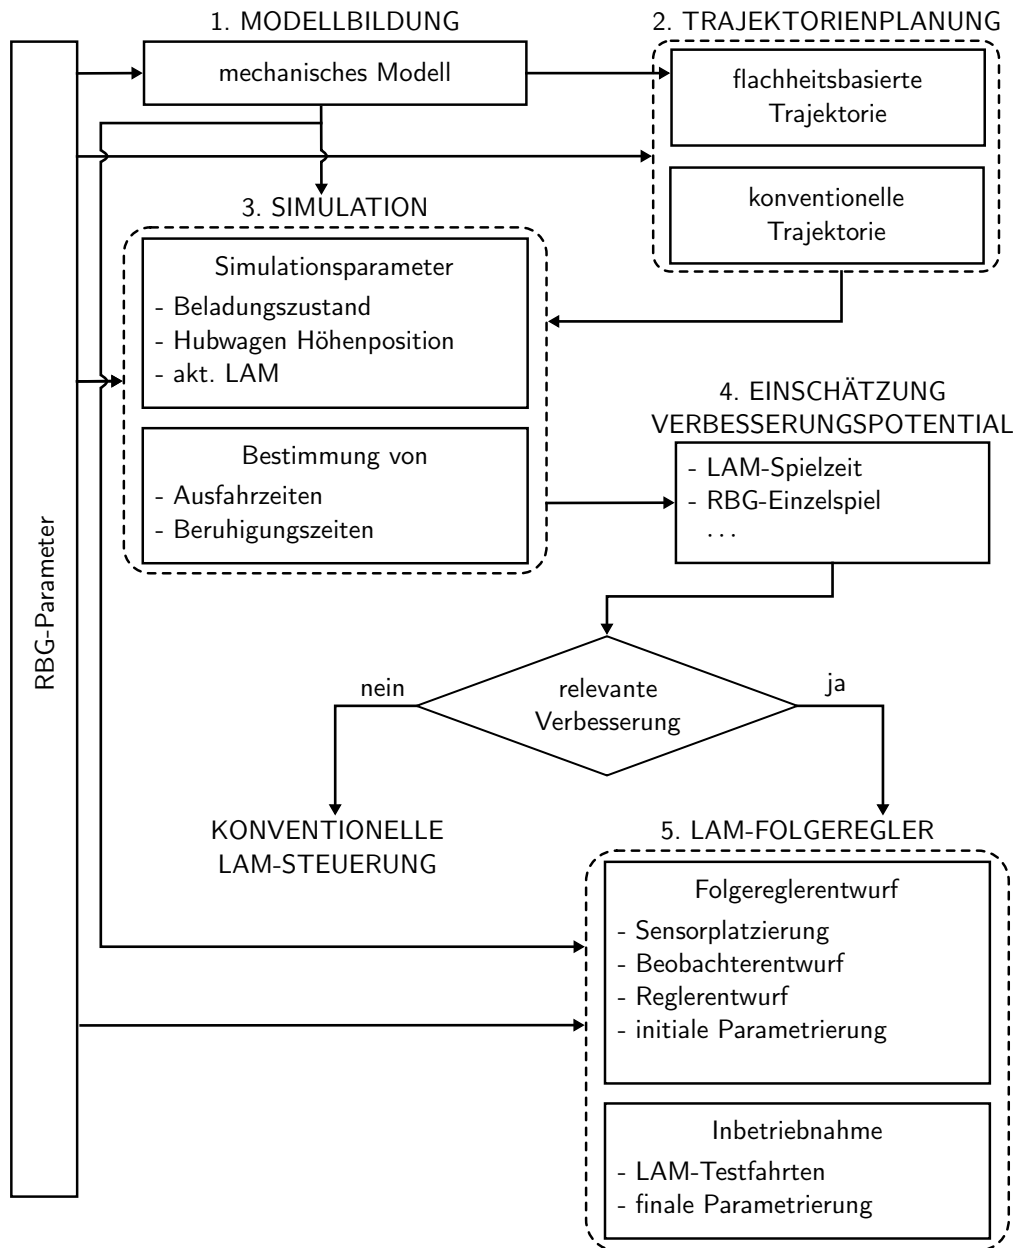 RBG-Parameter
1. MODELLBILDUNG
mechanisches Modell
2. TRAJEKTORIENPLANUNG
flachheitsbasierte
Trajektorie
konventionelle
Trajektorie
3. SIMULATION
Simulationsparameter
- Beladungszustand
- Hubwagen Höhenposition
- akt. LAM
Bestimmung von
- Ausfahrzeiten
- Beruhigungszeiten
4. EINSCHÄTZUNG
VERBESSERUNGSPOTENTIAL
- LAM-Spielzeit
- RBG-Einzelspiel
...
relevante
Verbesserung
nein
ja
KONVENTIONELLE
LAM-STEUERUNG
5. LAM-FOLGEREGLER
Folgereglerentwurf
- Sensorplatzierung
- Beobachterentwurf
- Reglerentwurf
- initiale Parametrierung
Inbetriebnahme
- LAM-Testfahrten
- finale Parametrierung